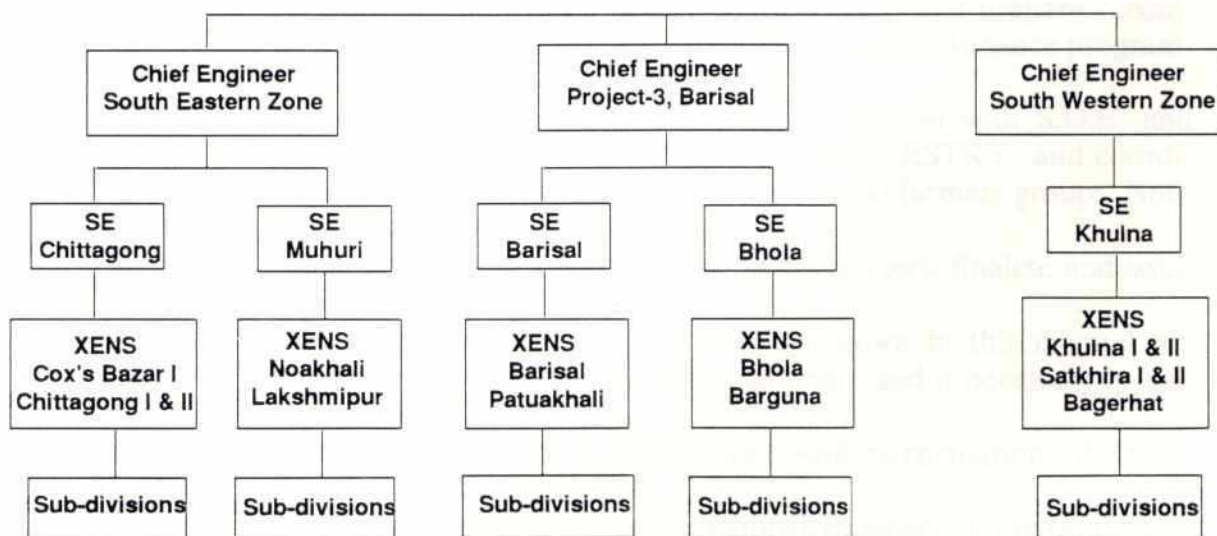 Chief Engineer
South Eastern Zone
Chief Engineer
Project-3, Barisal
Chief Engineer
South Western Zone
SE
Chittagong
SE
Muhuri
SE
Barisal
SE
Bhola
SE
Khulna
XENS
Cox's Bazar I
Chittagong I & II
XENS
Noakhali
Lakshmipur
XENS
Barisal
Patuakhali
XENS
Bhola
Barguna
XENS
Khulna I & II
Satkhira I & II
Bagerhat
Sub-divisions
Sub-divisions
Sub-divisions
Sub-divisions
Sub-divisions